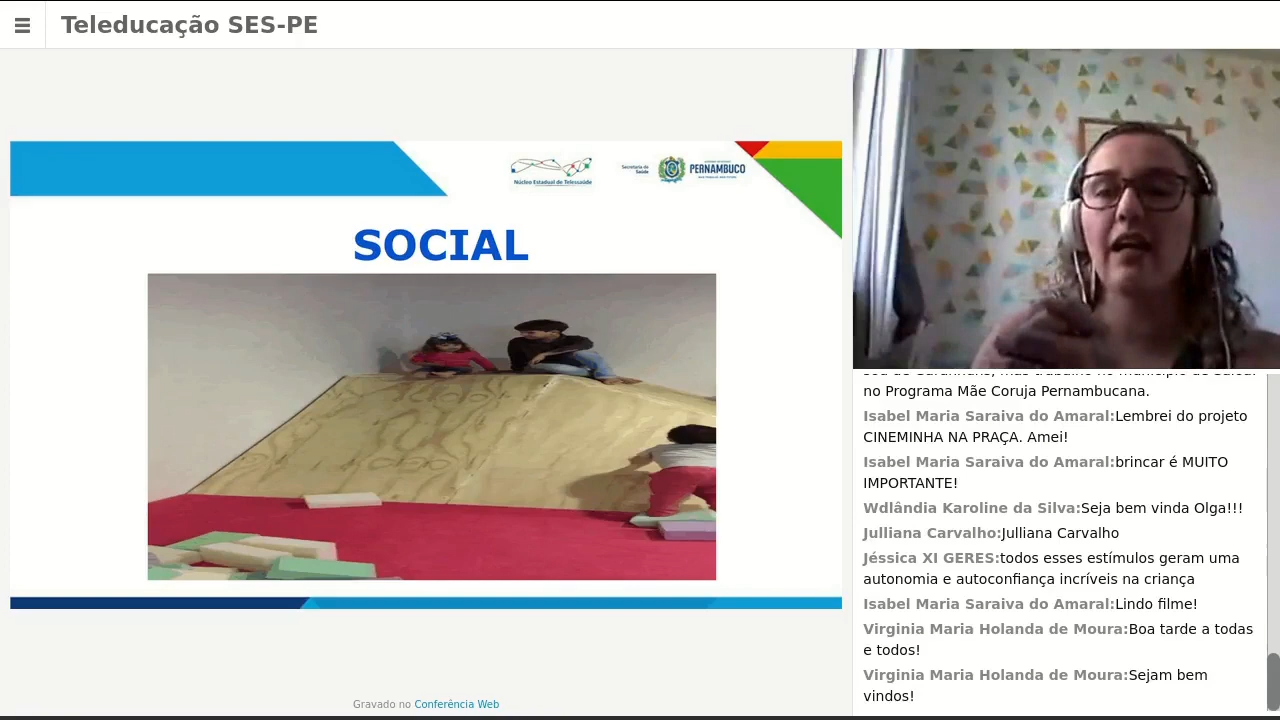 Teleducação SES-PE
Núcleo Estadual de Telessaúde
Secretaria de
Saúde
PERNAMBUCO
SOCIAL
no Programa Mãe Coruja Pernambucana.
Isabel Maria Saraiva do Amaral:Lembrei do projeto
CINEMINHA NA PRAÇA. Amei!
Isabel Maria Saraiva do Amaral:brincar é MUITO
IMPORTANTE!
Wdlândia Karoline da Silva:Seja bem vinda Olga!!!
Julliana Carvalho:Julliana Carvalho
Jéssica XI GERES:todos esses estímulos geram uma
autonomia e autoconfiança incríveis na criança
Isabel Maria Saraiva do Amaral:Lindo filme!
Virginia Maria Holanda de Moura:Boa tarde a todas
e todos!
Virginia Maria Holanda de Moura:Sejam bem
vindos!
Gravado no Conferência Web